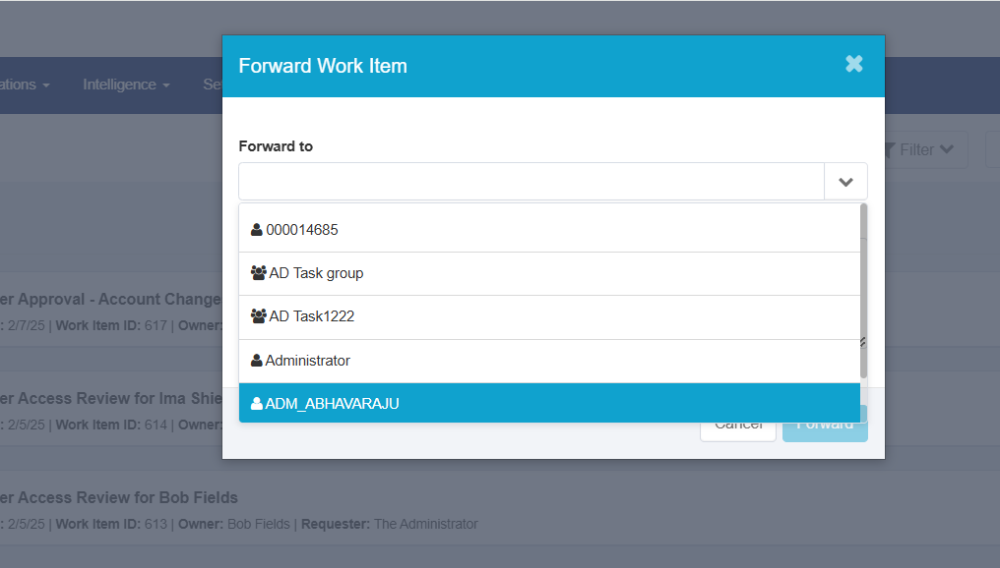 Forward Work Item
ations Intelligence Se
Forward to
Filter
000014685
AD Task group
er Approval - Account Change
AD Task1222
: 2/7/25 | Work Item ID: 617 | Owner:
Administrator
er Access Review for Ima Shie
ADM_ABHAVARAJU
: 2/5/25 | Work Item ID: 614 | Owner:
Cancel Forward
er Access Review for Bob Fields
: 2/5/25 | Work Item ID: 613 | Owner: Bob Fields | Requester: The Administrator